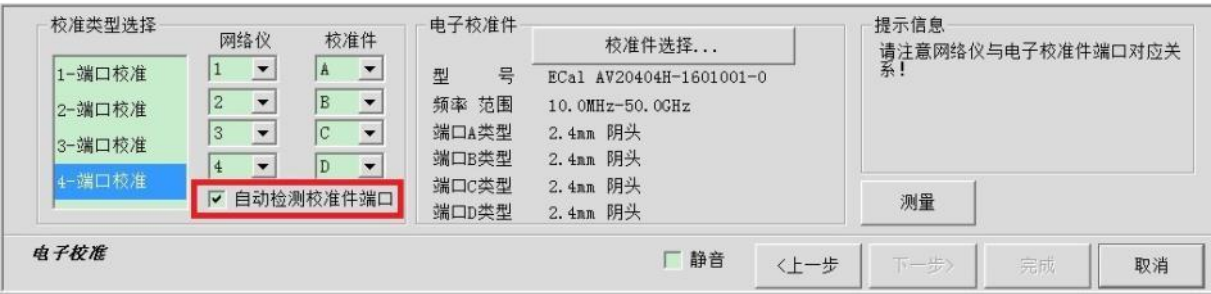 校准类型选择
网络仪 校准件
1-端口校准 1 A
2-端口校准 2 B
3-端口校准 3 C
4-端口校准 4 D
自动检测校准件端口
电子校准件
校准件选择...
型 号 ECal AV20404H-1601001-0
频率 范围 10.0MHz-50.0GHz
端口A类型 2.4mm 阴头
端口B类型 2.4mm 阴头
端口C类型 2.4mm 阴头
端口D类型 2.4mm 阴头
提示信息
请注意网络仪与电子校准件端口对应关
系!
测量
电子校准
静音 <上一步 下一步> 完成 取消